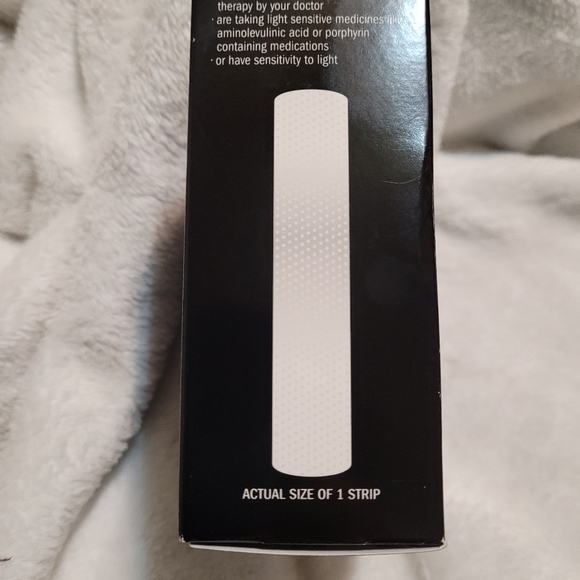 therapy by your doctor
· are taking light sensitive medicines like
aminolevulinic acid or porphyrin
containing medications
· or have sensitivity to light
ACTUAL SIZE OF 1 STRIP